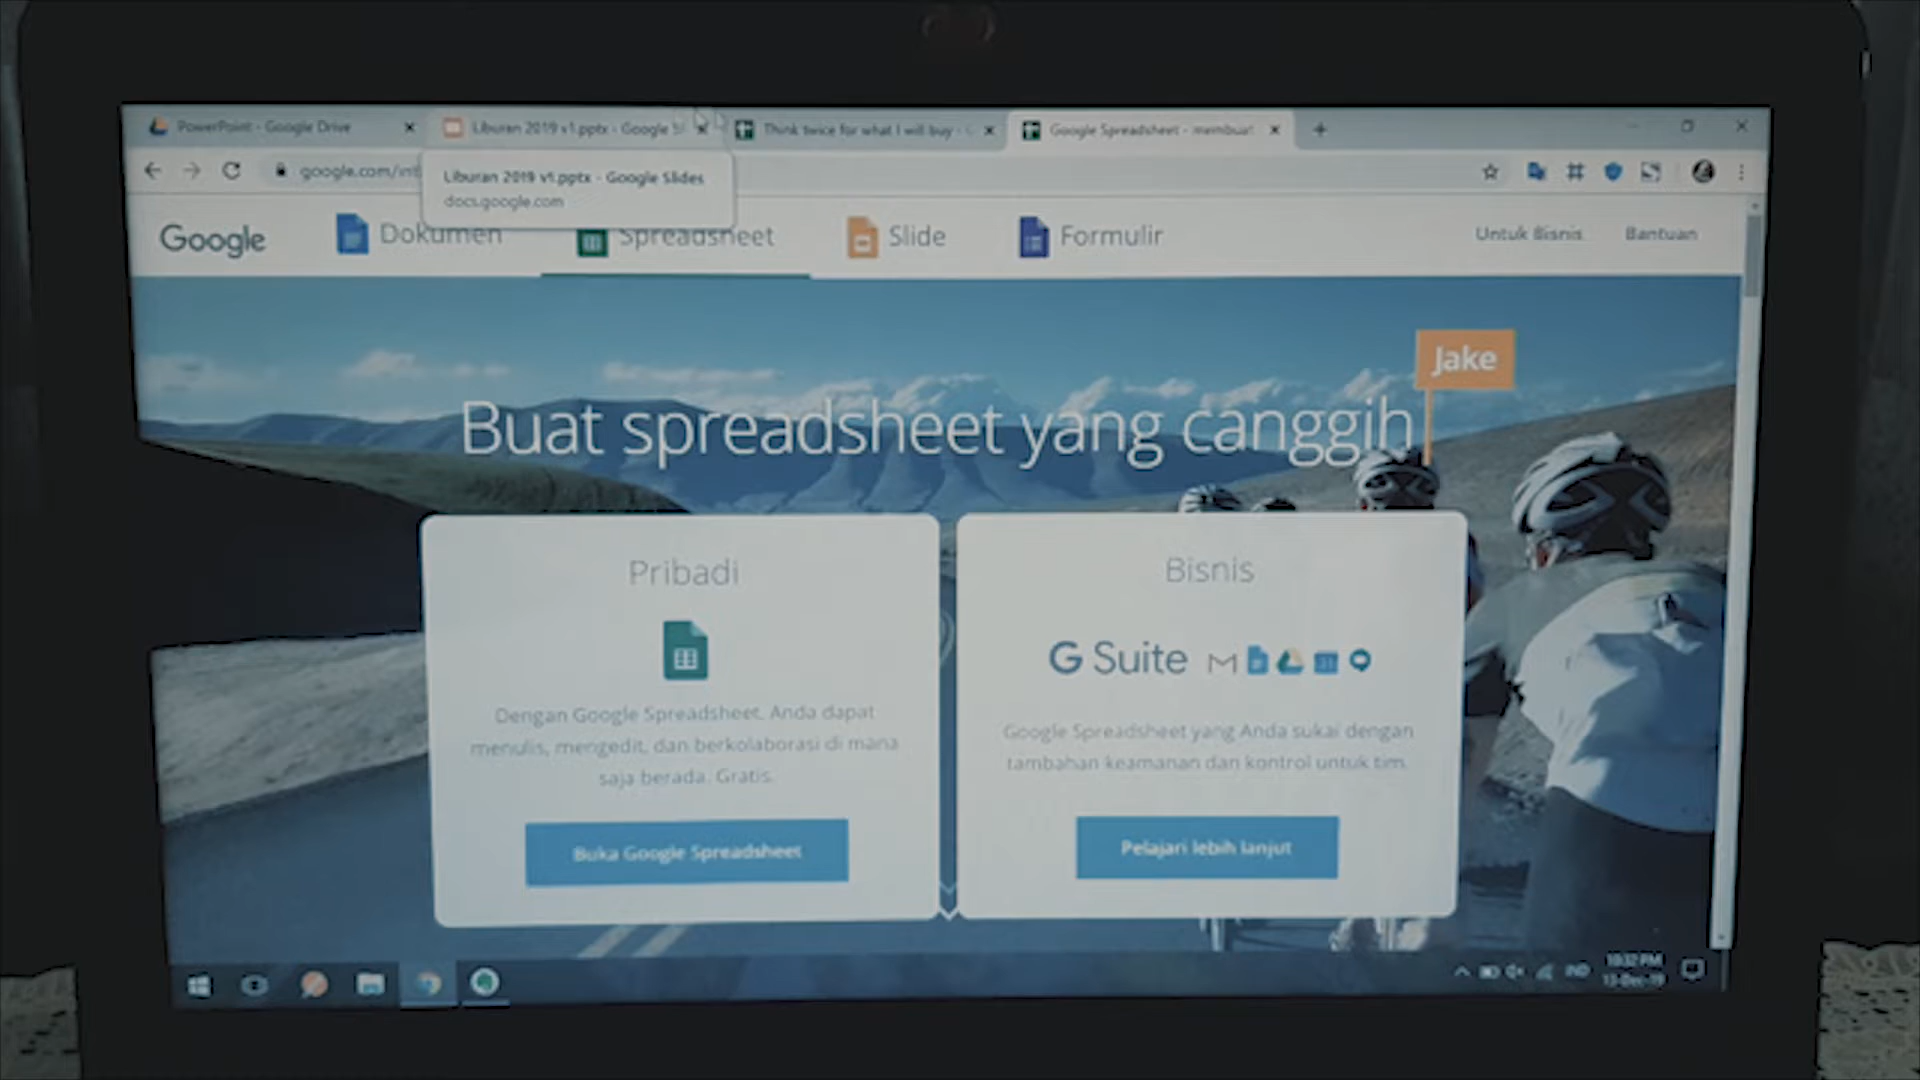 PowerPoint - Google Drive
Liburan 2019 v1.pptx - Google S
Think twice for what I will buy -
Google Spreadsheet - membuat
google.com/int
Liburan 2019 v1.pptx - Google Slides
docs.google.com
Google
Dokumen
Spreadsheet
Slide
Formulir
Untuk Bisnis
Bantuan
Jake
Buat spreadsheet yang canggih
Pribadi
Dengan Google Spreadsheet, Anda dapat
menulis, mengedit, dan berkolaborasi di mana
saja berada. Gratis.
Buka Google Spreadsheet
Bisnis
G Suite
Google Spreadsheet yang Anda sukai dengan
tambahan keamanan dan kontrol untuk tim.
Pelajari lebih lanjut
IND
10:32 PM
13-Dec-19